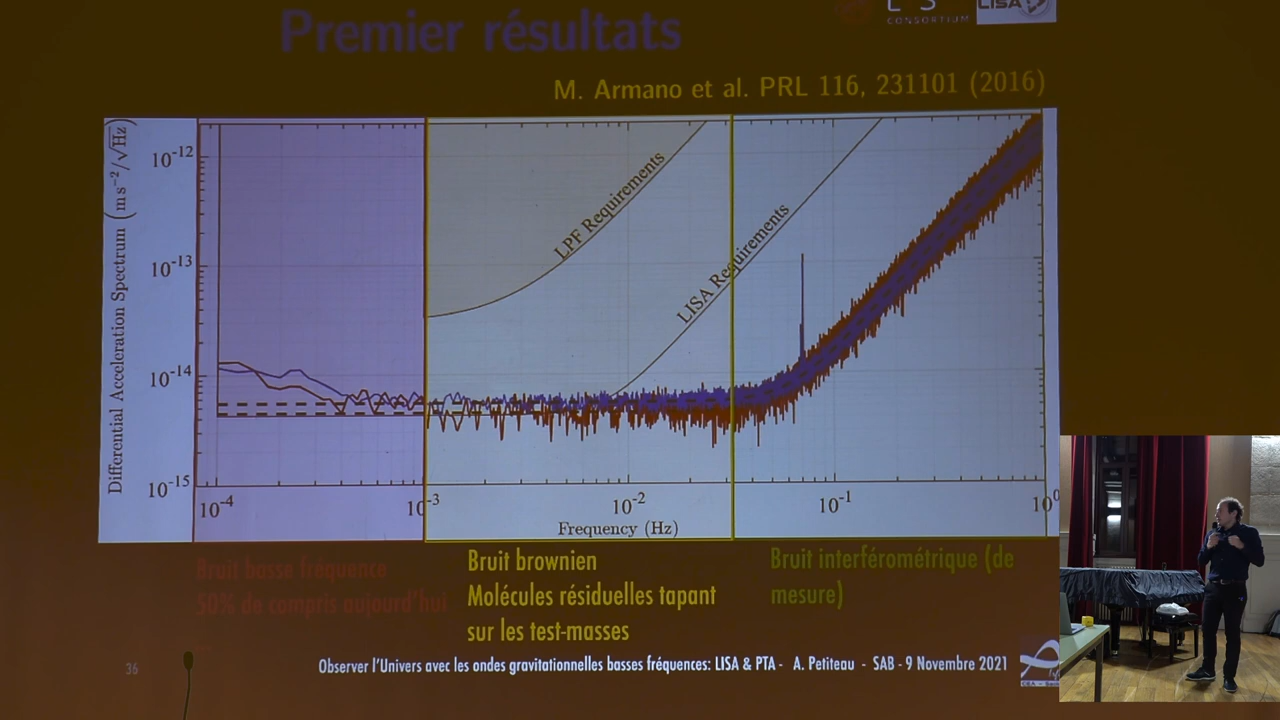 Premier résultats
CONSORTIUM
LISA
M. Armano et al. PRL 116, 231101 (2016)
Differential Acceleration Spectrum (m s⁻²/√Hz)
10⁻¹²
10⁻¹³
10⁻¹⁴
10⁻¹⁵
LPF Requirements
LISA Requirements
10⁻⁴
10⁻³
10⁻²
10⁻¹
10⁰
Frequency (Hz)
Bruit basse fréquence
50% de compris aujourd'hui
Bruit brownien
Molécules résiduelles tapant
sur les test-masses
Bruit interférométrique (de
mesure)
36
Observer l'Univers avec les ondes gravitationnelles basses fréquences: LISA & PTA - A. Petiteau - SAB - 9 Novembre 2021